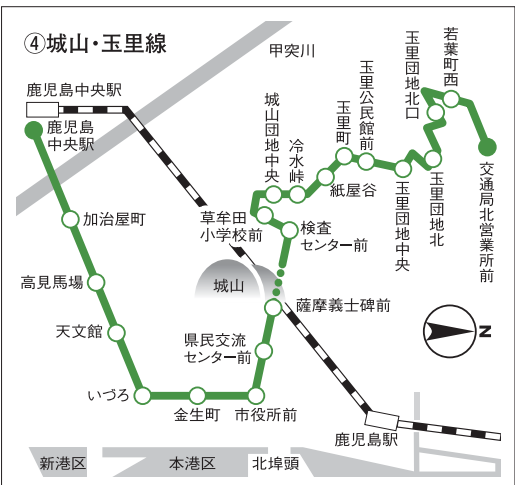 ④城山・玉里線
甲突川
鹿児島中央駅
鹿児島
中央駅
加治屋町
高見馬場
天文館
いづろ
金生町
市役所前
県民交流
センター前
薩摩義士碑前
城山
検査
センター前
草牟田
小学校前
城山団地中央
冷水峠
紙屋谷
玉里町
玉里公民館前
玉里団地中央
玉里団地北
玉里団地北口
若葉町西
交通局北営業所前
N
鹿児島駅
新港区
本港区
北埠頭